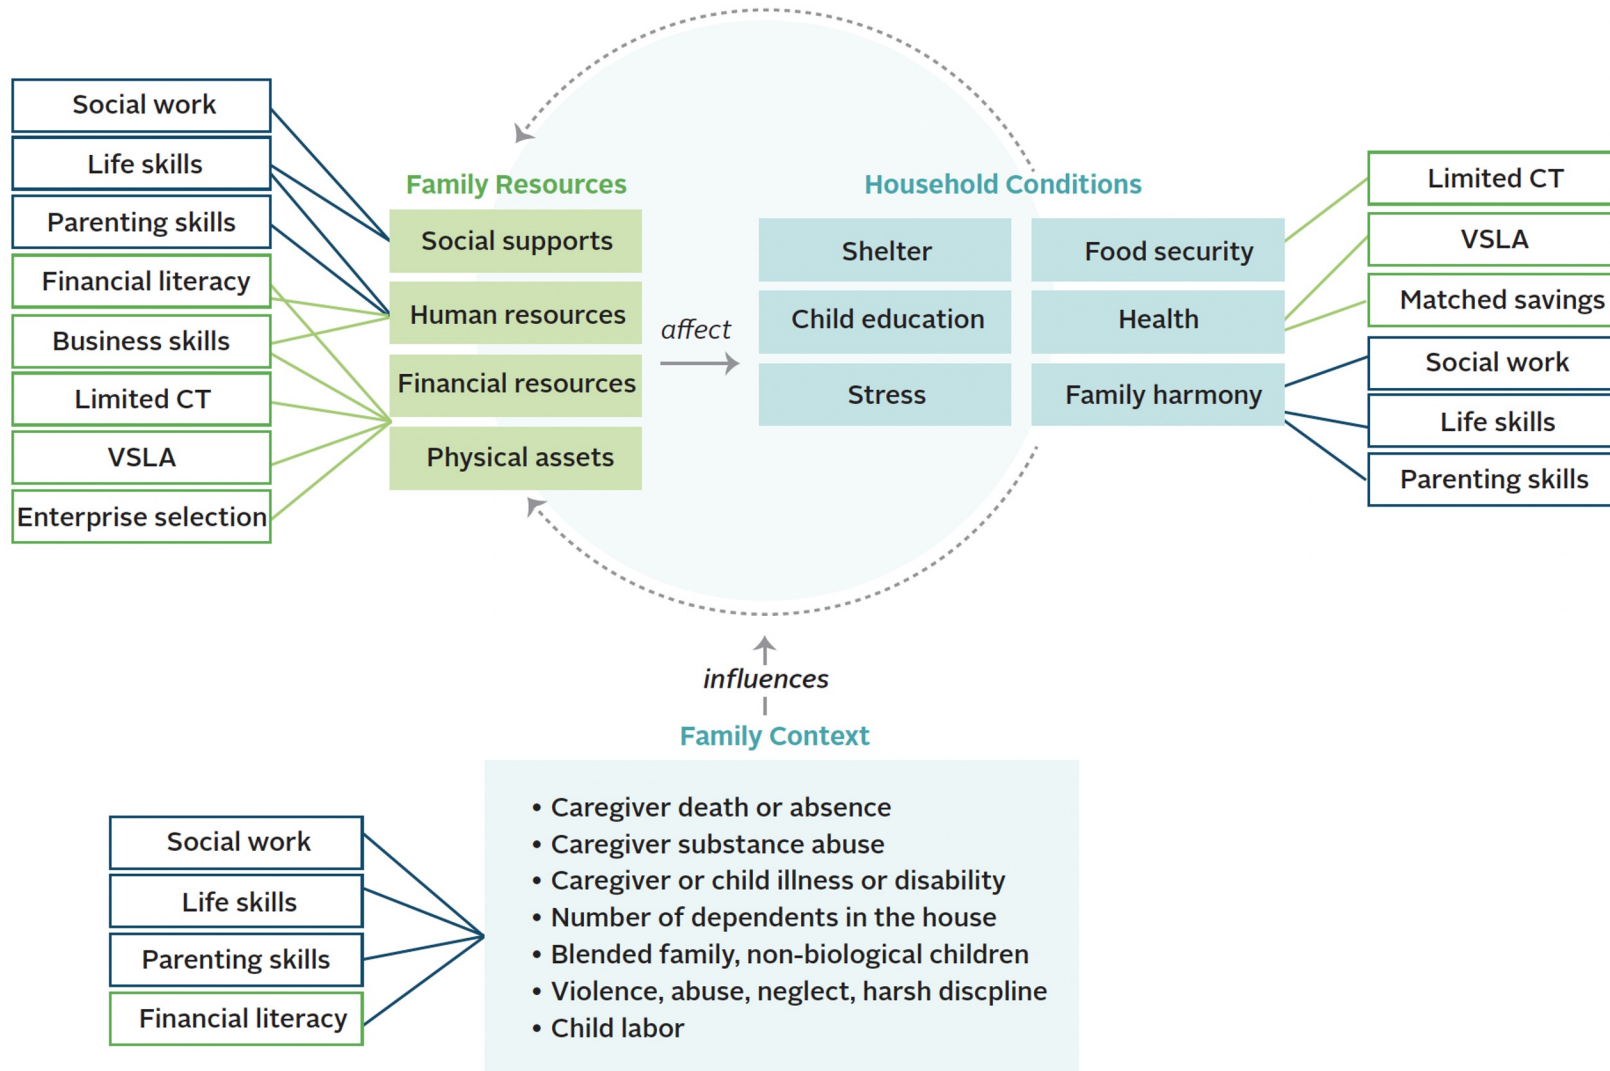 Social work
Life skills
Parenting skills
Financial literacy
Business skills
Limited CT
VSLA
Enterprise selection
Family Resources
Social supports
Human resources
Financial resources
Physical assets
affect
Household Conditions
Shelter
Food security
Child education
Health
Stress
Family harmony
Limited CT
VSLA
Matched savings
Social work
Life skills
Parenting skills
influences
Family Context
• Caregiver death or absence
• Caregiver substance abuse
• Caregiver or child illness or disability
• Number of dependents in the house
• Blended family, non-biological children
• Violence, abuse, neglect, harsh discpline
• Child labor
Social work
Life skills
Parenting skills
Financial literacy